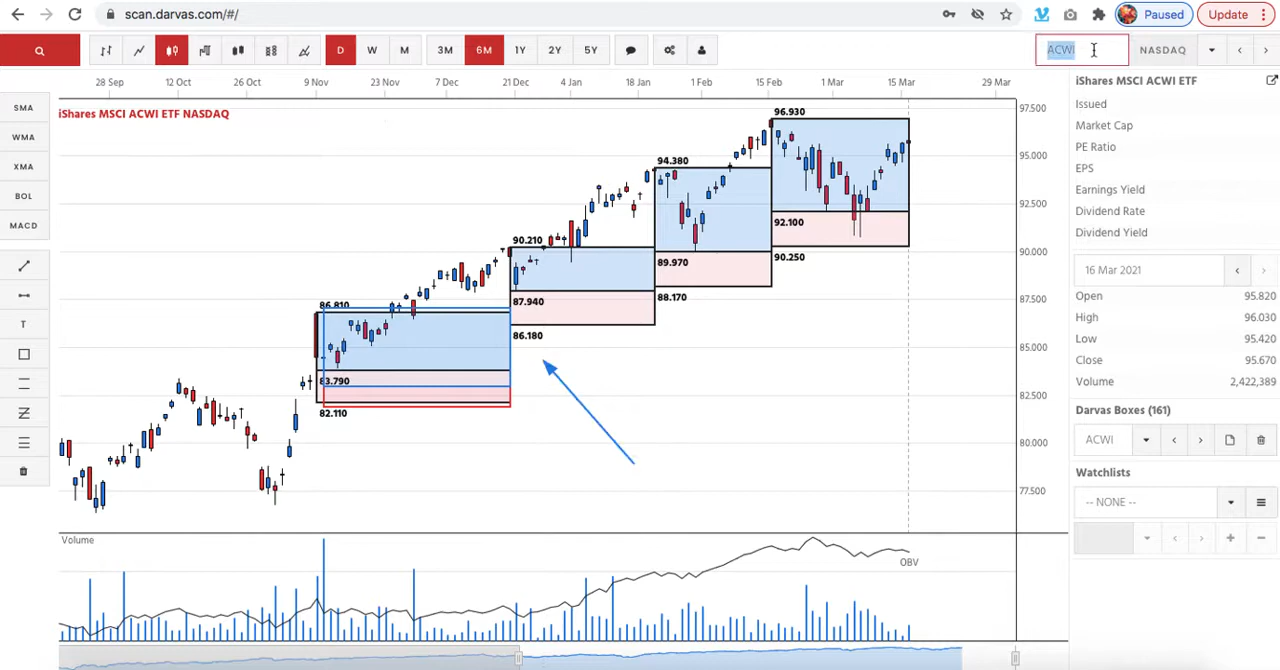 scan.darvas.com/#/
Paused
Update
D W M 3M 6M 1Y 2Y 5Y
ACWI NASDAQ
28 Sep 12 Oct 26 Oct 9 Nov 23 Nov 7 Dec 21 Dec 4 Jan 18 Jan 1 Feb 15 Feb 1 Mar 15 Mar 29 Mar
iShares MSCI ACWI ETF NASDAQ
SMA
WMA
XMA
BOL
MACD
T
97.500
95.000
92.500
90.000
87.500
85.000
82.500
80.000
77.500
86.810
83.790
82.110
90.210
87.940
86.180
94.380
89.970
88.170
96.930
92.100
90.250
Volume
OBV
iShares MSCI ACWI ETF
Issued
Market Cap
PE Ratio
EPS
Earnings Yield
Dividend Rate
Dividend Yield
16 Mar 2021
Open 95.820
High 96.030
Low 95.420
Close 95.670
Volume 2,422,389
Darvas Boxes (161)
ACWI
Watchlists
-- NONE --